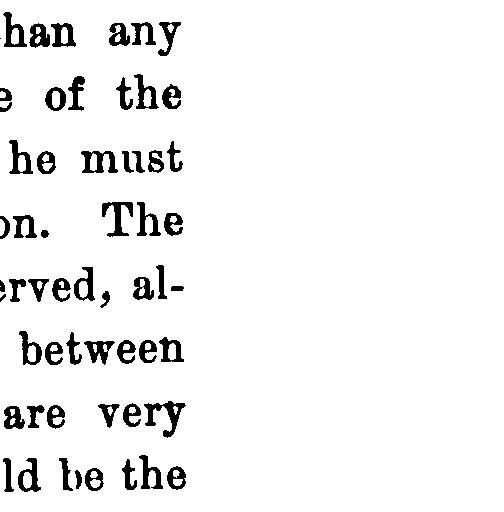 han any
e of the
he must
on. The
erved, al-
between
are very
ld be the